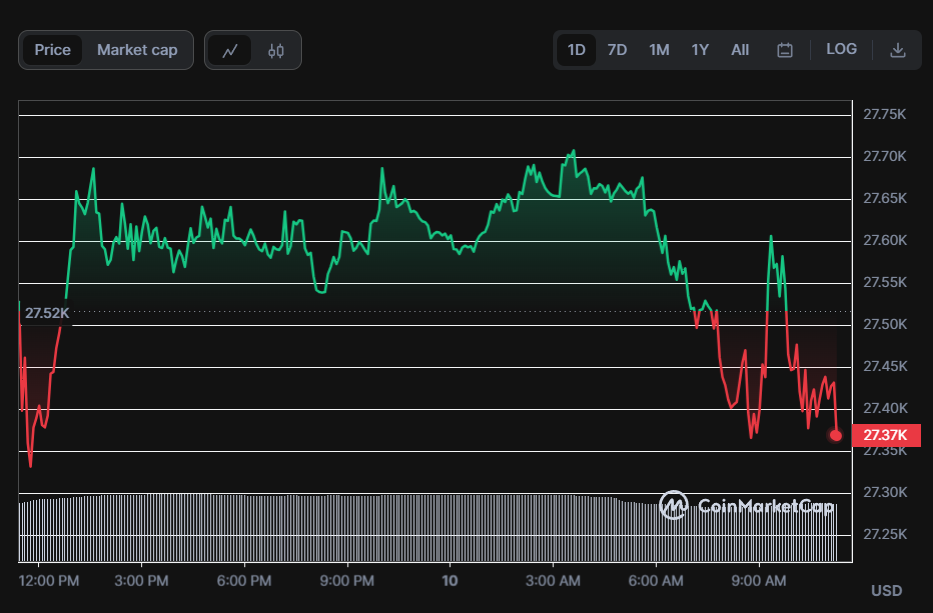 Price Market cap 1D 7D 1M 1Y All LOG
27.75K
27.70K
27.65K
27.60K
27.55K
27.52K
27.50K
27.45K
27.40K
27.37K
27.35K
27.30K
CoinMarketCap
27.25K
12:00 PM 3:00 PM 6:00 PM 9:00 PM 10 3:00 AM 6:00 AM 9:00 AM
USD